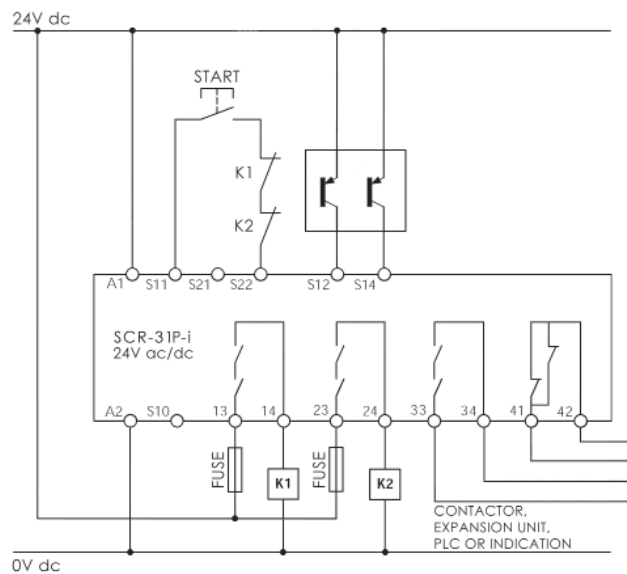 24V dc
START
K1
K2
A1 S11 S21 S22 S12 S14
SCR-31P-i
24V ac/dc
A2 S10 13 14 23 24 33 34 41 42
FUSE K1 FUSE K2
CONTACTOR,
EXPANSION UNIT,
PLC OR INDICATION
0V dc